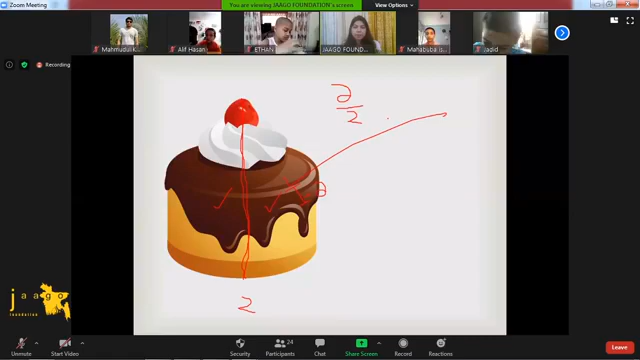 Zoom Meeting
You are viewing JAAGO FOUNDATION's screen
View Options
Mahmudul K
Alif Hasan
ETHAN
JAAGO FOUN
Mahabuba is
Jadid
Recording
2
2
2
jaago
foundation
Unmute
Start Video
Security
24
Participants
Chat
Share Screen
Record
Reactions
Leave